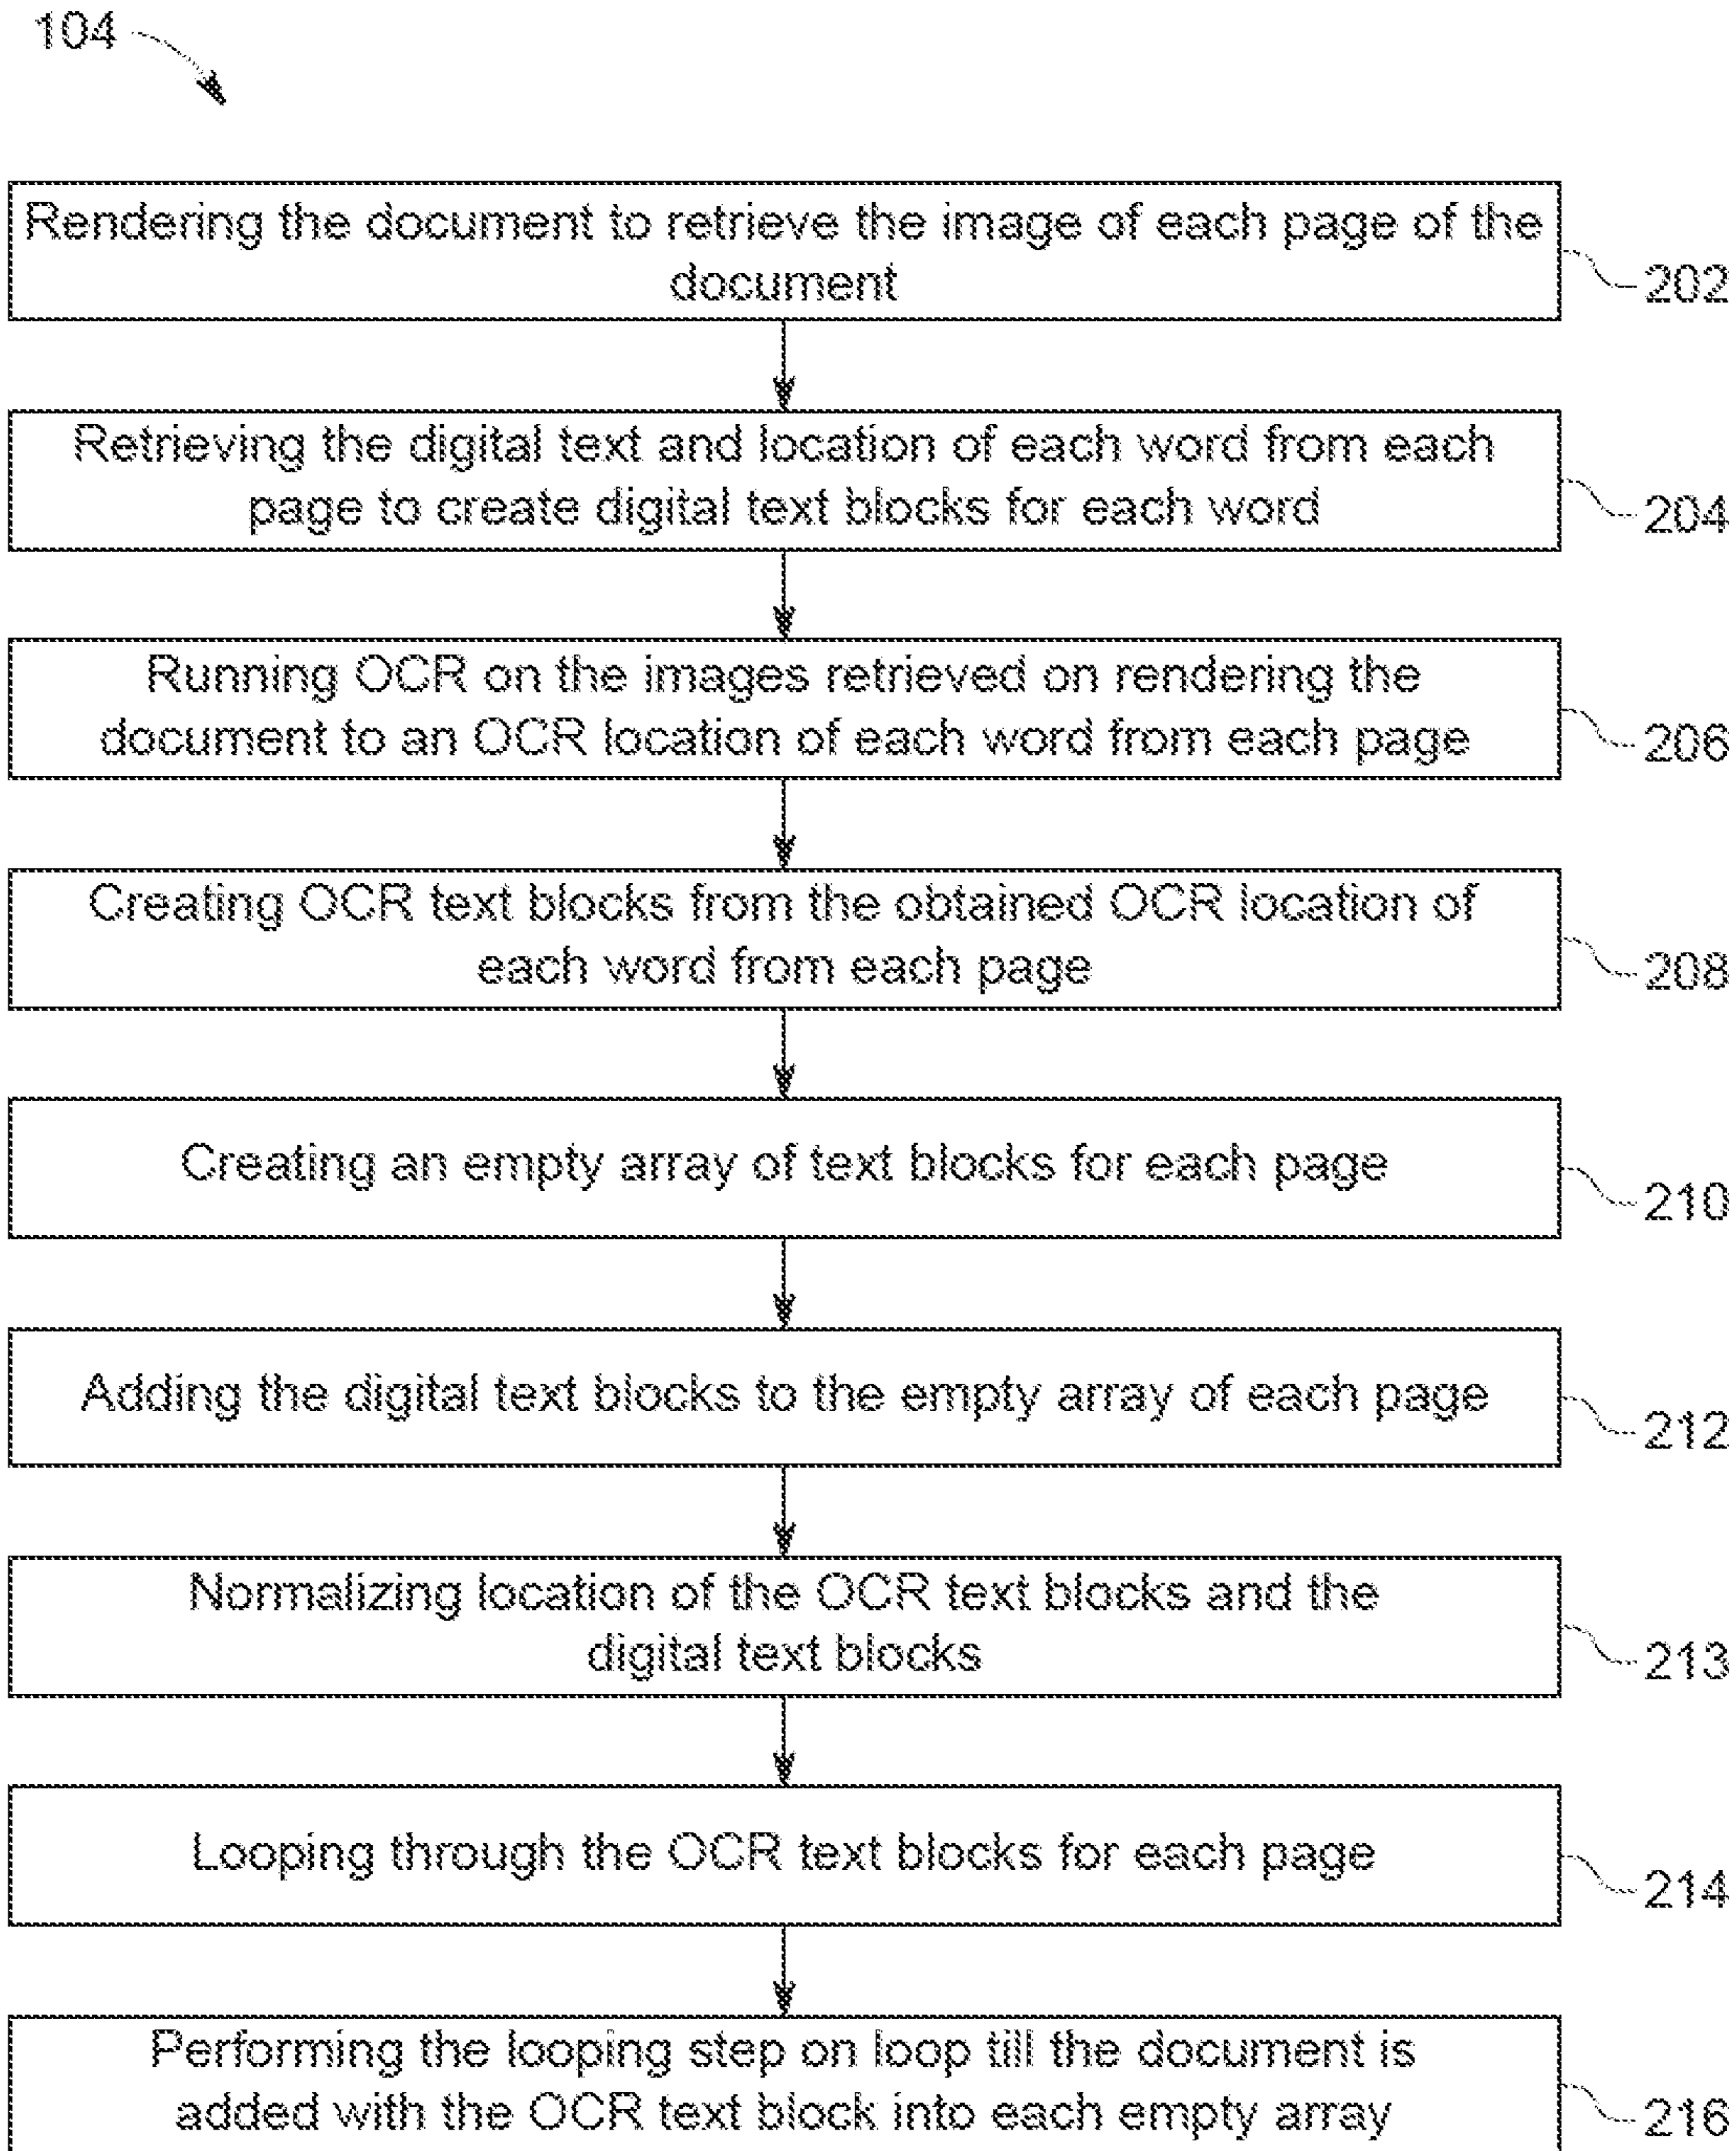 104
Rendering the document to retrieve the image of each page of the
document
202
Retrieving the digital text and location of each word from each
page to create digital text blocks for each word
204
Running OCR on the images retrieved on rendering the
document to an OCR location of each word from each page
206
Creating OCR text blocks from the obtained OCR location of
each word from each page
208
Creating an empty array of text blocks for each page
210
Adding the digital text blocks to the empty array of each page
212
Normalizing location of the OCR text blocks and the
digital text blocks
213
Looping through the OCR text blocks for each page
214
Performing the looping step on loop till the document is
added with the OCR text block into each empty array
216